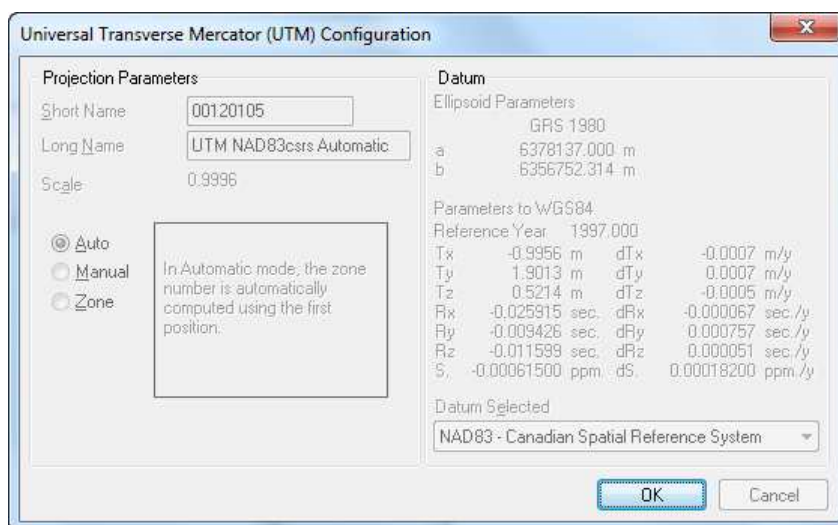 Universal Transverse Mercator (UTM) Configuration
Projection Parameters
Short Name 00120105
Long Name UTM NAD83csrs Automatic
Scale 0.9996
Auto
Manual
Zone
In Automatic mode, the zone
number is automatically
computed using the first
position.
Datum
Ellipsoid Parameters
GRS 1980
a 6378137.000 m
b 6356752.314 m
Parameters to WGS84
Reference Year 1997.000
Tx -0.9956 m dTx -0.0007 m/y
Ty 1.9013 m dTy 0.0007 m/y
Tz 0.5214 m dTz -0.0005 m/y
Rx -0.025915 sec. dRx -0.000067 sec./y
Ry -0.009426 sec. dRy 0.000757 sec./y
Rz -0.011599 sec. dRz 0.000051 sec./y
S. -0.00061500 ppm. dS. 0.00018200 ppm./y
Datum Selected
NAD83 - Canadian Spatial Reference System
OK Cancel